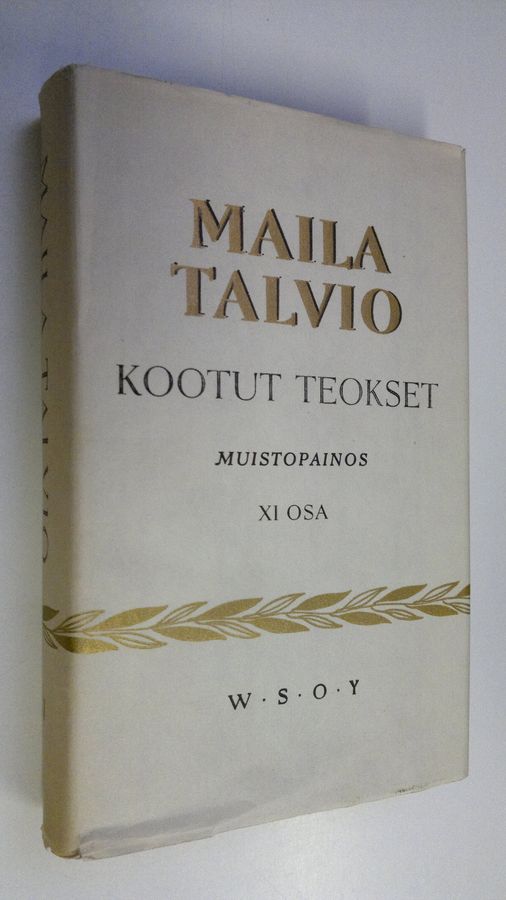 MAILA
TALVIO
KOOTUT TEOKSET
MUISTOPAINOS
XI OSA
W·S·O·Y
MAILA TALVIO